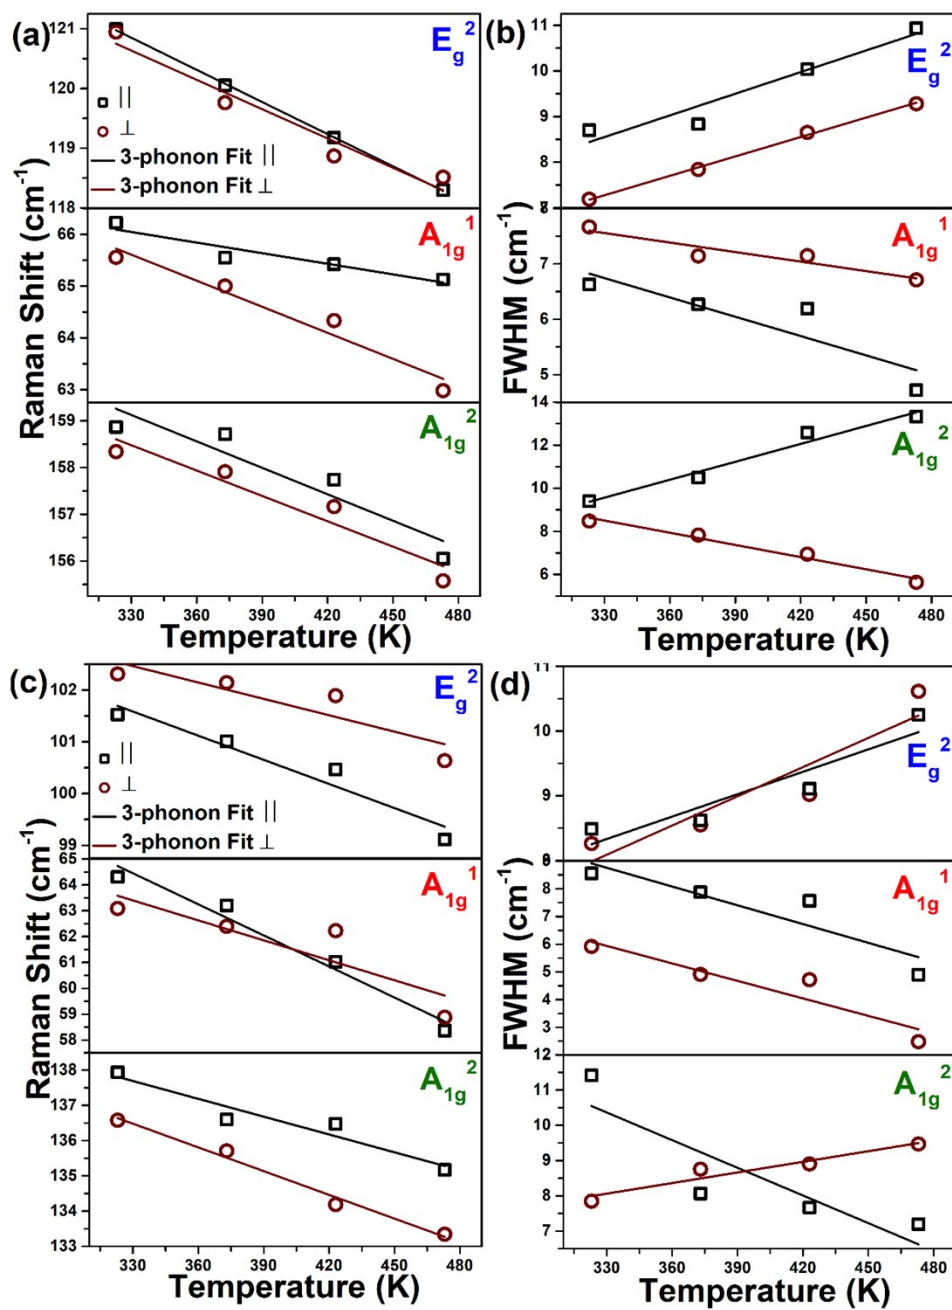 (a)
E_g^2
121
120
119
118
||
⊥
3-phonon Fit ||
3-phonon Fit ⊥
A_1g^1
66
65
64
63
A_1g^2
159
158
157
156
Raman Shift (cm⁻¹)
330 360 390 420 450 480
Temperature (K)
(b)
E_g^2
11
10
9
8
A_1g^1
7
6
5
A_1g^2
14
12
10
8
6
FWHM (cm⁻¹)
330 360 390 420 450 480
Temperature (K)
(c)
E_g^2
102
101
100
99
||
⊥
3-phonon Fit ||
3-phonon Fit ⊥
A_1g^1
65
64
63
62
61
60
59
58
A_1g^2
138
137
136
135
134
133
Raman Shift (cm⁻¹)
330 360 390 420 450 480
Temperature (K)
(d)
E_g^2
11
10
9
A_1g^1
8
7
6
5
4
3
A_1g^2
12
11
10
9
8
7
FWHM (cm⁻¹)
330 360 390 420 450 480
Temperature (K)